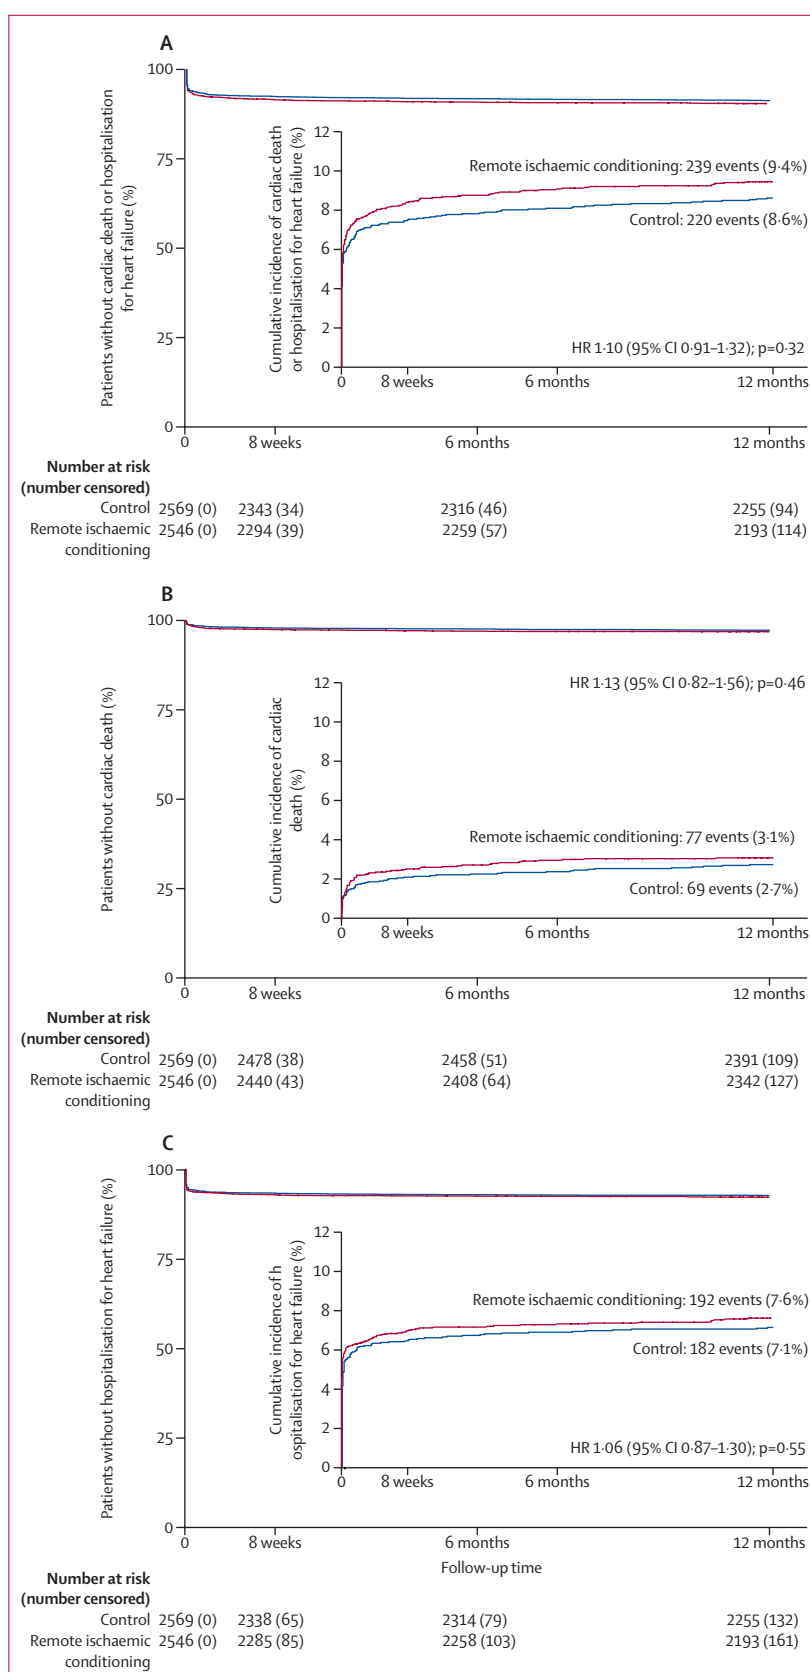 A
100
75
50
25
0
Patients without cardiac death or hospitalisation
for heart failure (%)
12
10
8
6
4
2
0
Cumulative incidence of cardiac death
or hospitalisation for heart failure (%)
Remote ischaemic conditioning: 239 events (9·4%)
Control: 220 events (8·6%)
HR 1·10 (95% CI 0·91–1·32); p=0·32
0 8 weeks 6 months 12 months
0 8 weeks 6 months 12 months
Number at risk
(number censored)
Control 2569 (0) 2343 (34) 2316 (46) 2255 (94)
Remote ischaemic 2546 (0) 2294 (39) 2259 (57) 2193 (114)
conditioning
B
100
75
50
25
0
Patients without cardiac death (%)
HR 1·13 (95% CI 0·82–1·56); p=0·46
12
10
8
6
4
2
0
Cumulative incidence of cardiac
death (%)
Remote ischaemic conditioning: 77 events (3·1%)
Control: 69 events (2·7%)
0 8 weeks 6 months 12 months
0 8 weeks 6 months 12 months
Number at risk
(number censored)
Control 2569 (0) 2478 (38) 2458 (51) 2391 (109)
Remote ischaemic 2546 (0) 2440 (43) 2408 (64) 2342 (127)
conditioning
C
100
75
50
25
0
Patients without hospitalisation for heart failure (%)
12
10
8
6
4
2
0
Cumulative incidence of h
ospitalisation for heart failure (%)
Remote ischaemic conditioning: 192 events (7·6%)
Control: 182 events (7·1%)
HR 1·06 (95% CI 0·87–1·30); p=0·55
0 8 weeks 6 months 12 months
0 8 weeks 6 months 12 months
Follow-up time
Number at risk
(number censored)
Control 2569 (0) 2338 (65) 2314 (79) 2255 (132)
Remote ischaemic 2546 (0) 2285 (85) 2258 (103) 2193 (161)
conditioning